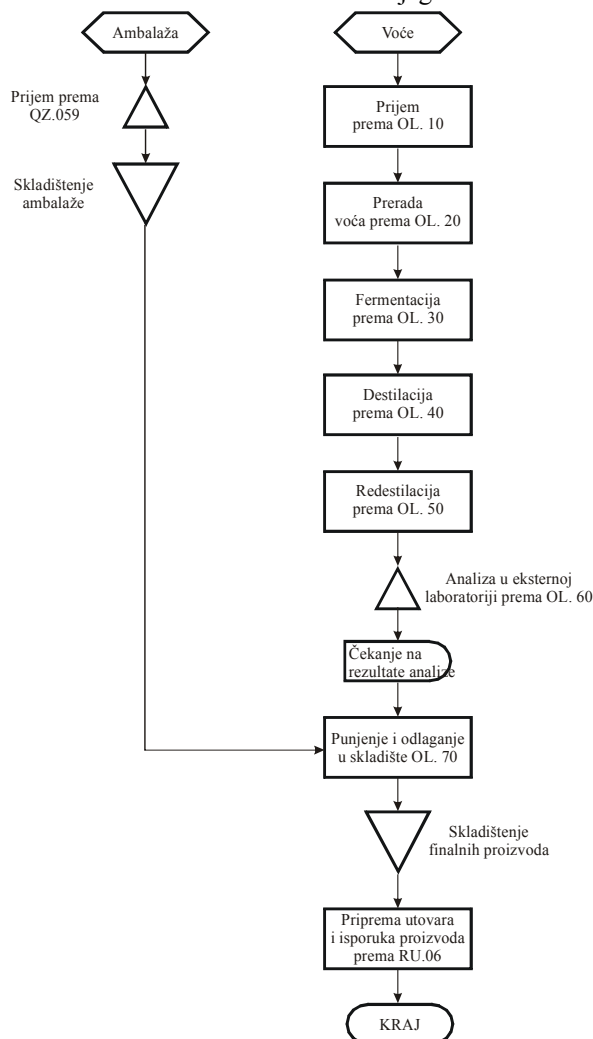 Ambalaža
Prijem prema
QZ.059
Skladištenje
ambalaže
Voće
Prijem
prema OL. 10
Prerada
voća prema OL. 20
Fermentacija
prema OL. 30
Destilacija
prema OL. 40
Redestilacija
prema OL. 50
Analiza u eksternoj
laboratoriji prema OL. 60
Čekanje na
rezultate analize
Punjenje i odlaganje
u skladište OL. 70
Skladištenje
finalnih proizvoda
Priprema utovara
i isporuka proizvoda
prema RU.06
KRAJ